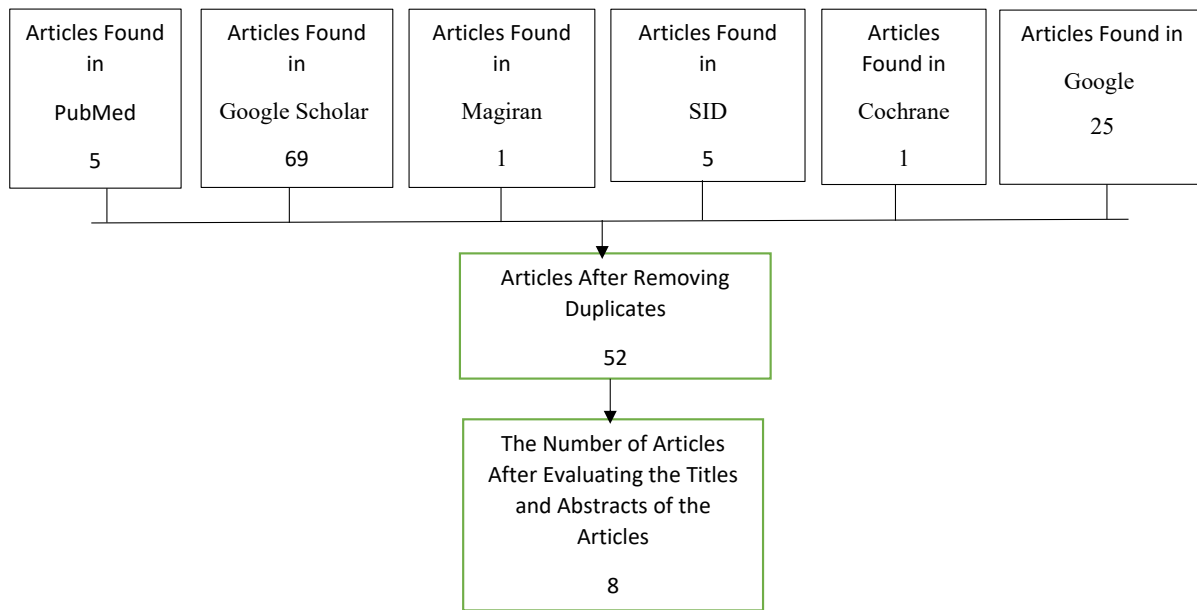 Articles Found
in
PubMed
5
Articles Found
in
Google Scholar
69
Articles Found
in
Magiran
1
Articles Found
in
SID
5
Articles
Found in
Cochrane
1
Articles Found in
Google
25
Articles After Removing
Duplicates
52
The Number of Articles
After Evaluating the Titles
and Abstracts of the
Articles
8